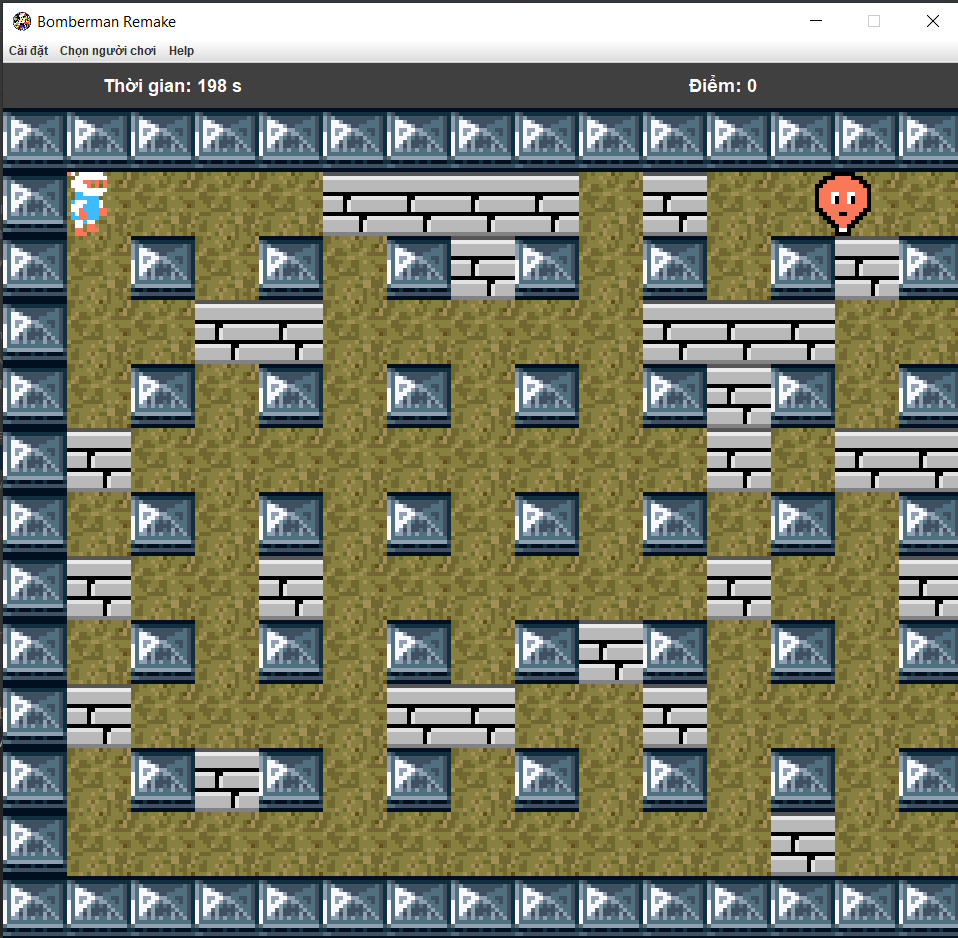 Bomberman Remake
Cài đặt Chọn người chơi Help
Thời gian: 198 s Điểm: 0